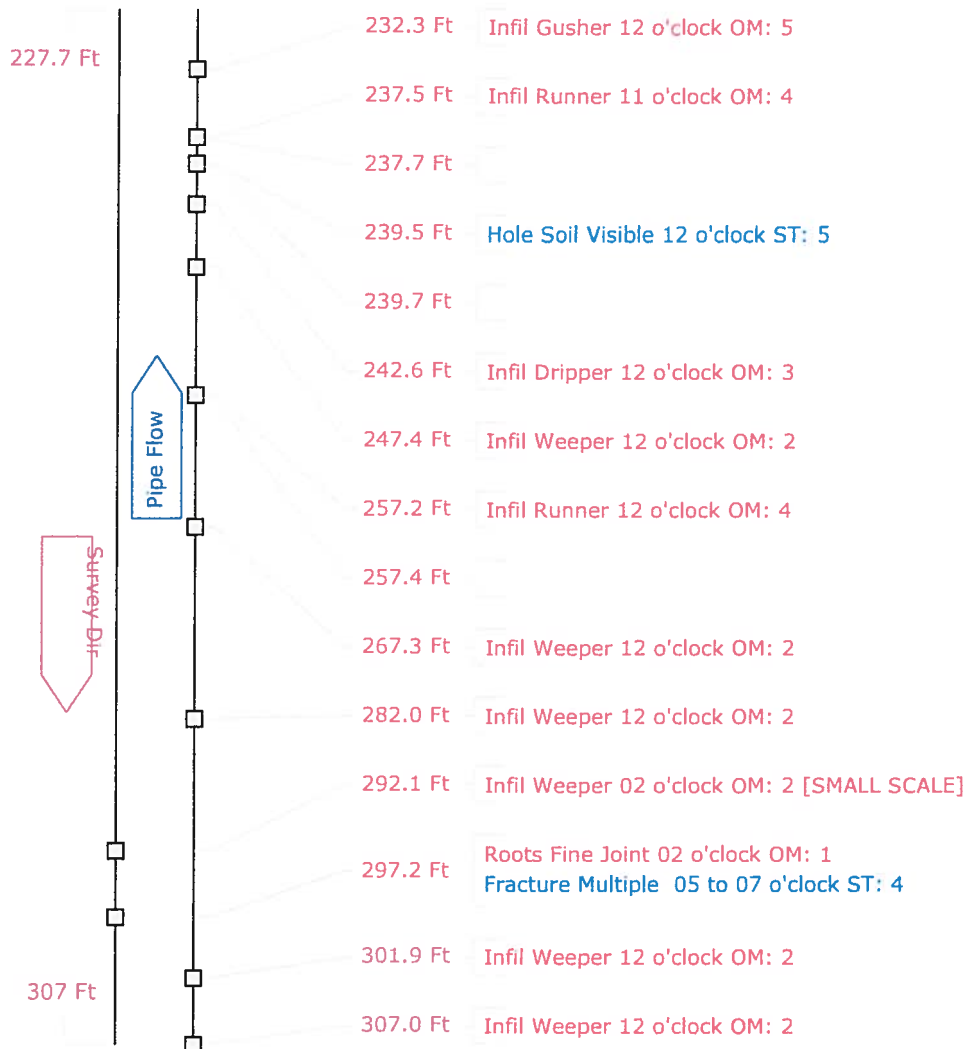 227.7 Ft
232.3 Ft Infil Gusher 12 o'clock OM: 5
237.5 Ft Infil Runner 11 o'clock OM: 4
237.7 Ft
239.5 Ft Hole Soil Visible 12 o'clock ST: 5
239.7 Ft
242.6 Ft Infil Dripper 12 o'clock OM: 3
247.4 Ft Infil Weeper 12 o'clock OM: 2
Pipe Flow
257.2 Ft Infil Runner 12 o'clock OM: 4
257.4 Ft
Survey Dir
267.3 Ft Infil Weeper 12 o'clock OM: 2
282.0 Ft Infil Weeper 12 o'clock OM: 2
292.1 Ft Infil Weeper 02 o'clock OM: 2 [SMALL SCALE]
297.2 Ft Roots Fine Joint 02 o'clock OM: 1
Fracture Multiple 05 to 07 o'clock ST: 4
301.9 Ft Infil Weeper 12 o'clock OM: 2
307 Ft
307.0 Ft Infil Weeper 12 o'clock OM: 2